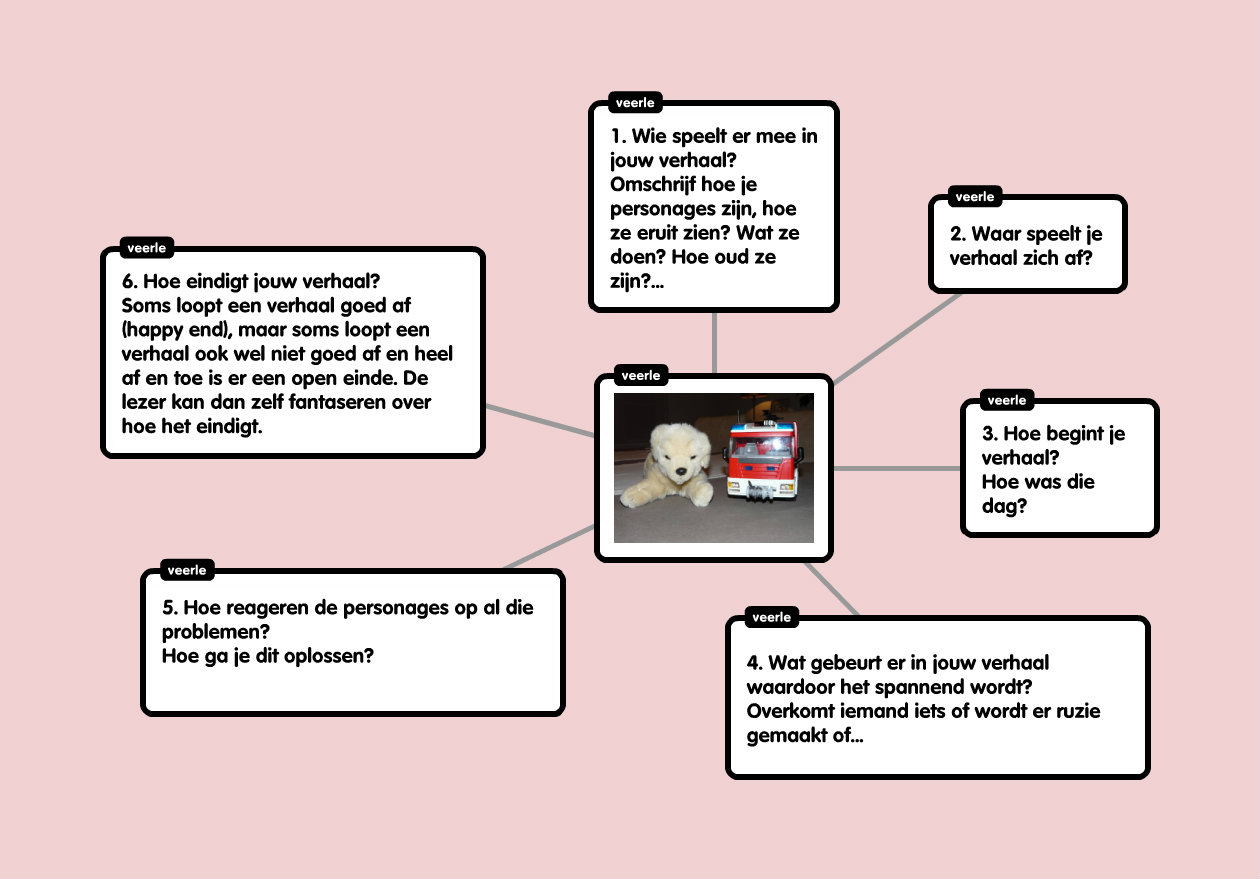 veerle
1. Wie speelt er mee in
jouw verhaal?
Omschrijf hoe je
personages zijn, hoe
ze eruit zien? Wat ze
doen? Hoe oud ze
zijn?...
veerle
2. Waar speelt je
verhaal zich af?
veerle
3. Hoe begint je
verhaal?
Hoe was die
dag?
veerle
4. Wat gebeurt er in jouw verhaal
waardoor het spannend wordt?
Overkomt iemand iets of wordt er ruzie
gemaakt of...
veerle
5. Hoe reageren de personages op al die
problemen?
Hoe ga je dit oplossen?
veerle
6. Hoe eindigt jouw verhaal?
Soms loopt een verhaal goed af
(happy end), maar soms loopt een
verhaal ook wel niet goed af en heel
af en toe is er een open einde. De
lezer kan dan zelf fantaseren over
hoe het eindigt.
veerle